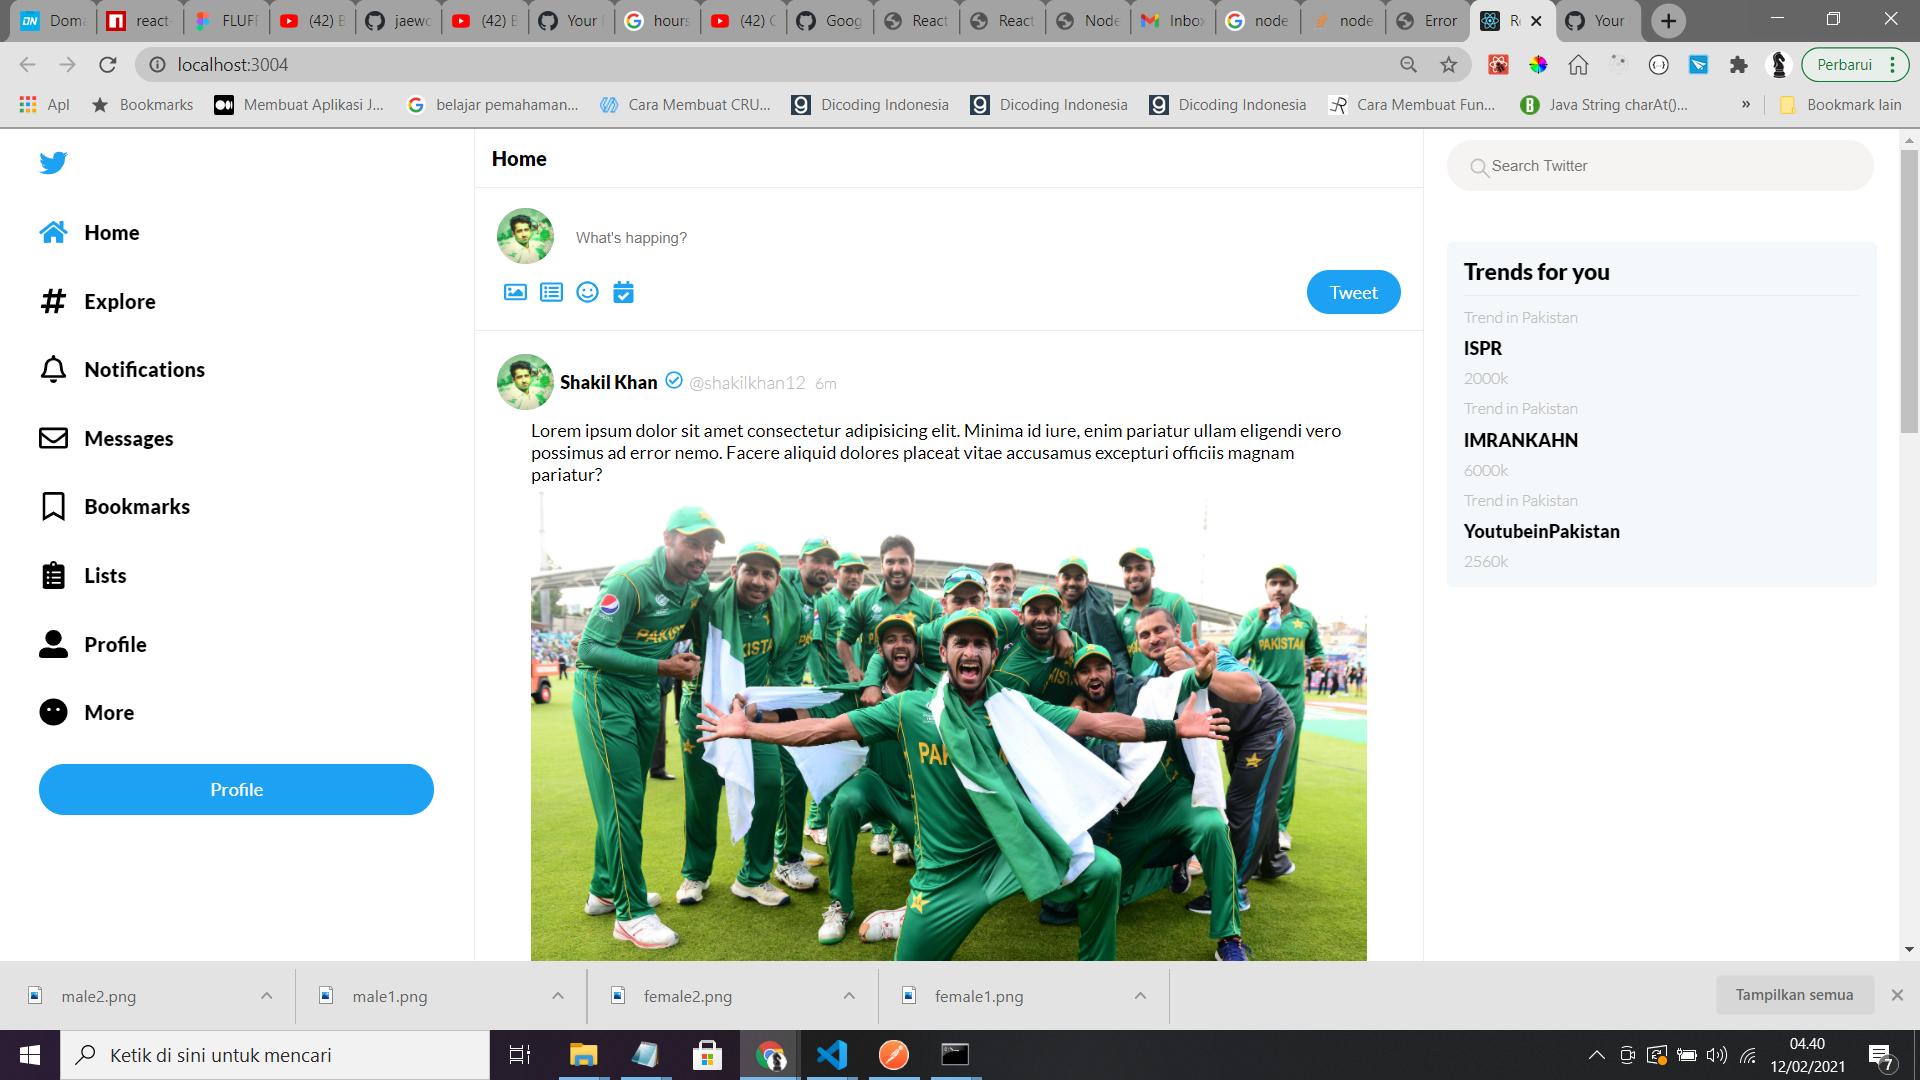 Doma
react-
FLUFF
(42) B
jaewo
(42) B
Your
hours
(42) C
Goog
React
React
Node
Inbox
node
node
Error
Re
Your
localhost:3004
Perbarui
Apl
Bookmarks
Membuat Aplikasi J...
belajar pemahaman...
Cara Membuat CRU...
Dicoding Indonesia
Dicoding Indonesia
Dicoding Indonesia
Cara Membuat Fun...
Java String charAt()...
»
Bookmark lain
Home
Explore
Notifications
Messages
Bookmarks
Lists
Profile
More
Profile
Home
What's happing?
Tweet
Shakil Khan @shakilkhan12 6m
Lorem ipsum dolor sit amet consectetur adipisicing elit. Minima id iure, enim pariatur ullam eligendi vero
possimus ad error nemo. Facere aliquid dolores placeat vitae accusamus excepturi officiis magnam
pariatur?
PAKISTAN
Search Twitter
Trends for you
Trend in Pakistan
ISPR
2000k
Trend in Pakistan
IMRANKAHN
6000k
Trend in Pakistan
YoutubeinPakistan
2560k
male2.png
male1.png
female2.png
female1.png
Tampilkan semua
Ketik di sini untuk mencari
04.40
12/02/2021
7